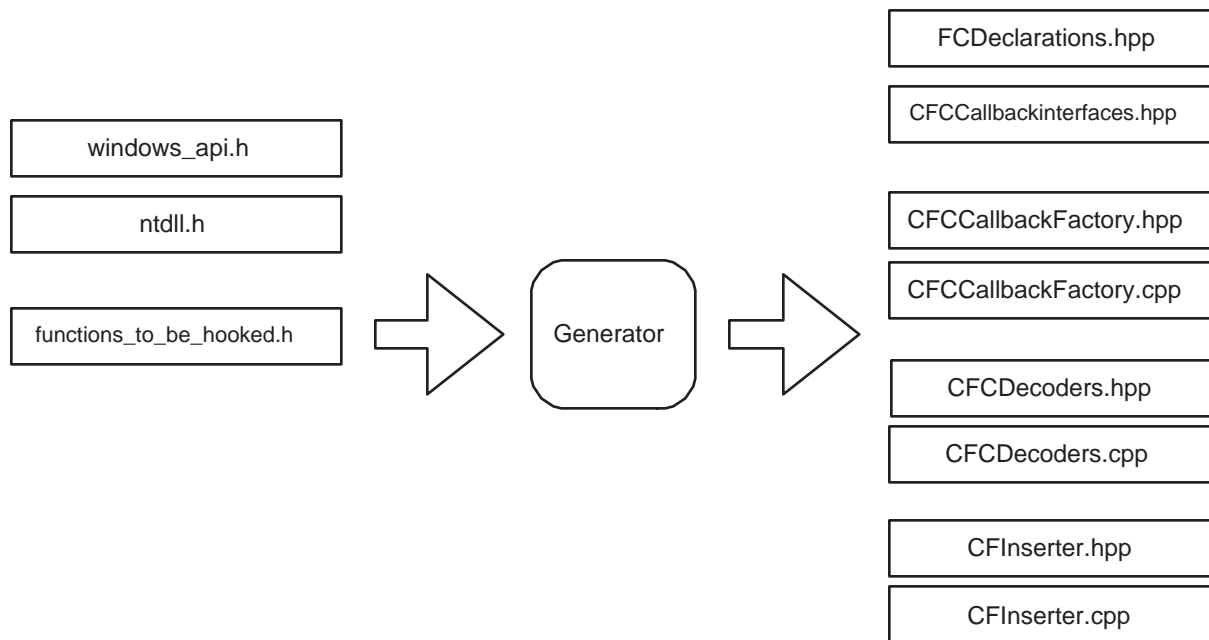 windows_api.h
ntdll.h
functions_to_be_hooked.h
Generator
FCDeclarations.hpp
CFCCallbackinterfaces.hpp
CFCCallbackFactory.hpp
CFCCallbackFactory.cpp
CFCDecoders.hpp
CFCDecoders.cpp
CFInserter.hpp
CFInserter.cpp